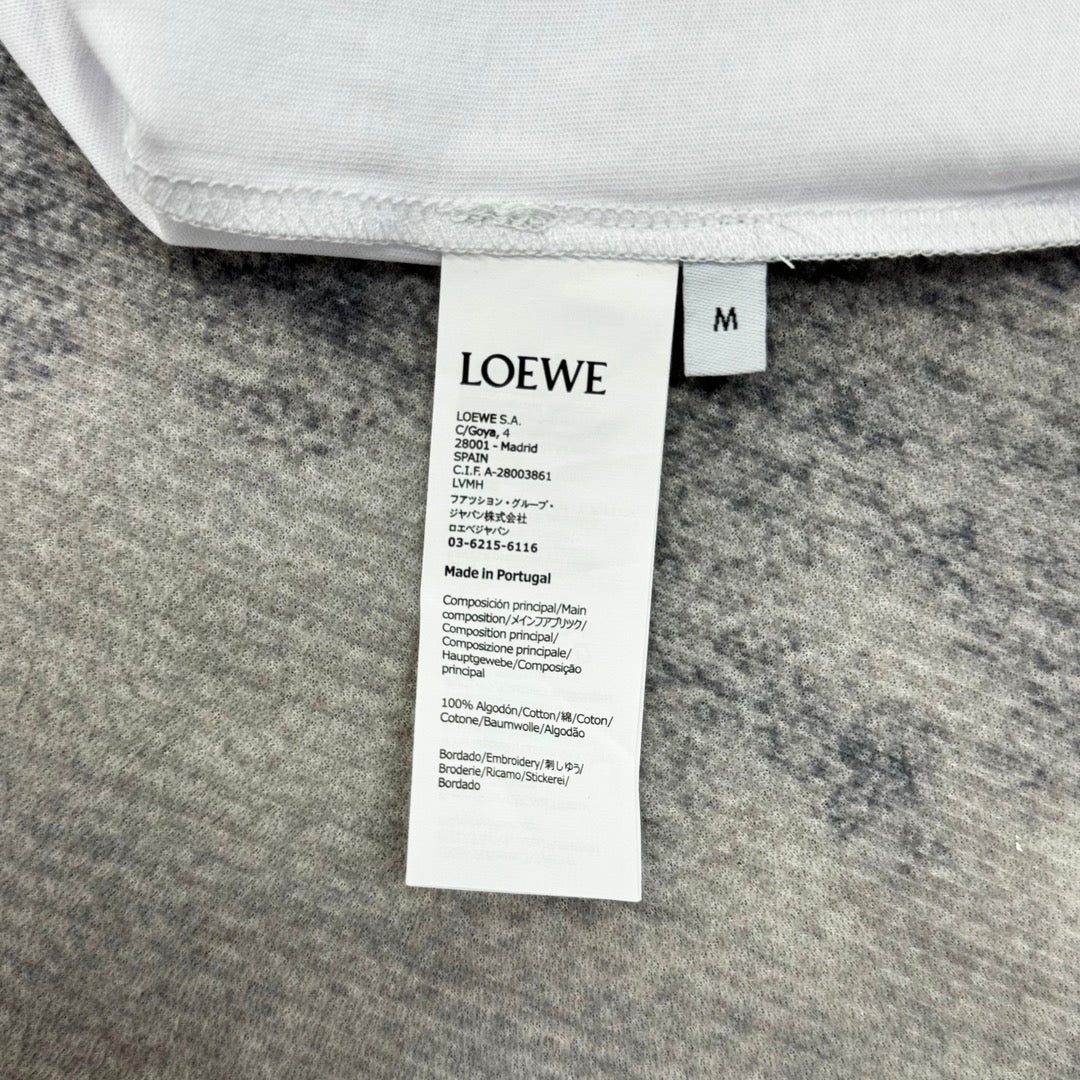 LOEWE
M
LOEWE S.A.
C/Goya, 4
28001 - Madrid
SPAIN
C.I.F. A-28003861
LVMH
ファツション・グループ・
ジャパン株式会社
ロエベジャパン
03-6215-6116
Made in Portugal
Composición principal/Main
composition/メインファブリック/
Composition principal/
Composizione principale/
Hauptgewebe/Composição
principal
100% Algodón/Cotton/綿/Coton/
Cotone/Baumwolle/Algodão
Bordado/Embroidery/刺しゆう/
Broderie/Ricamo/Stickerei/
Bordado